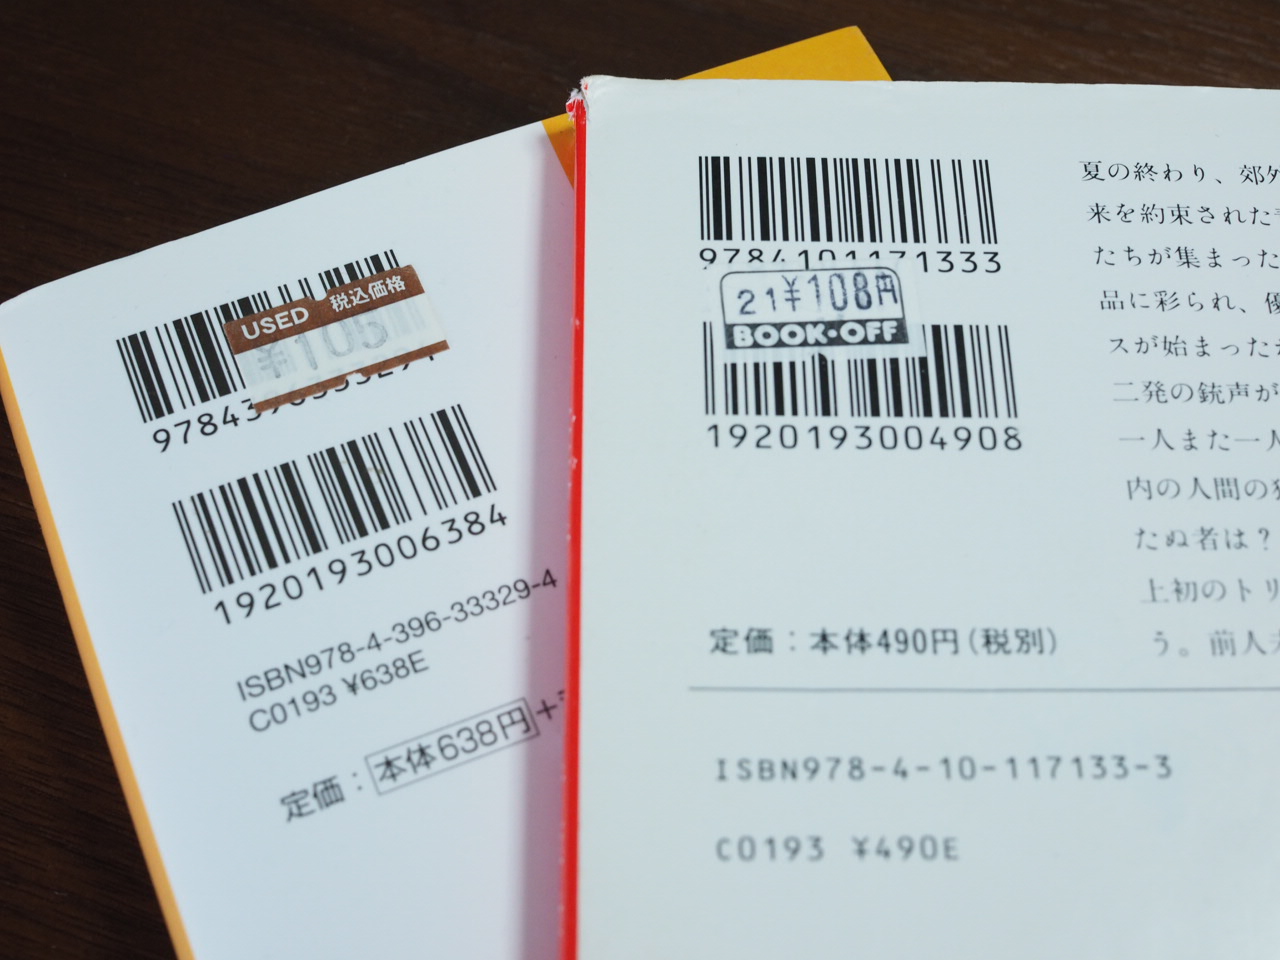 USED 税込価格
¥105
1920193006384
ISBN978-4-396-33329-4
C0193 ¥638E
定価：本体638円+
9784101171333
21¥108円
BOOK・OFF
1920193004908
夏の終わり、郊外
来を約束された
たちが集まった
品に彩られ、優
スが始まったが
二発の銃声が
一人また一人
内の人間の
たぬ者は？
上初のトリ
う。前人未
定価：本体490円（税別）
ISBN978-4-10-117133-3
C0193 ¥490E